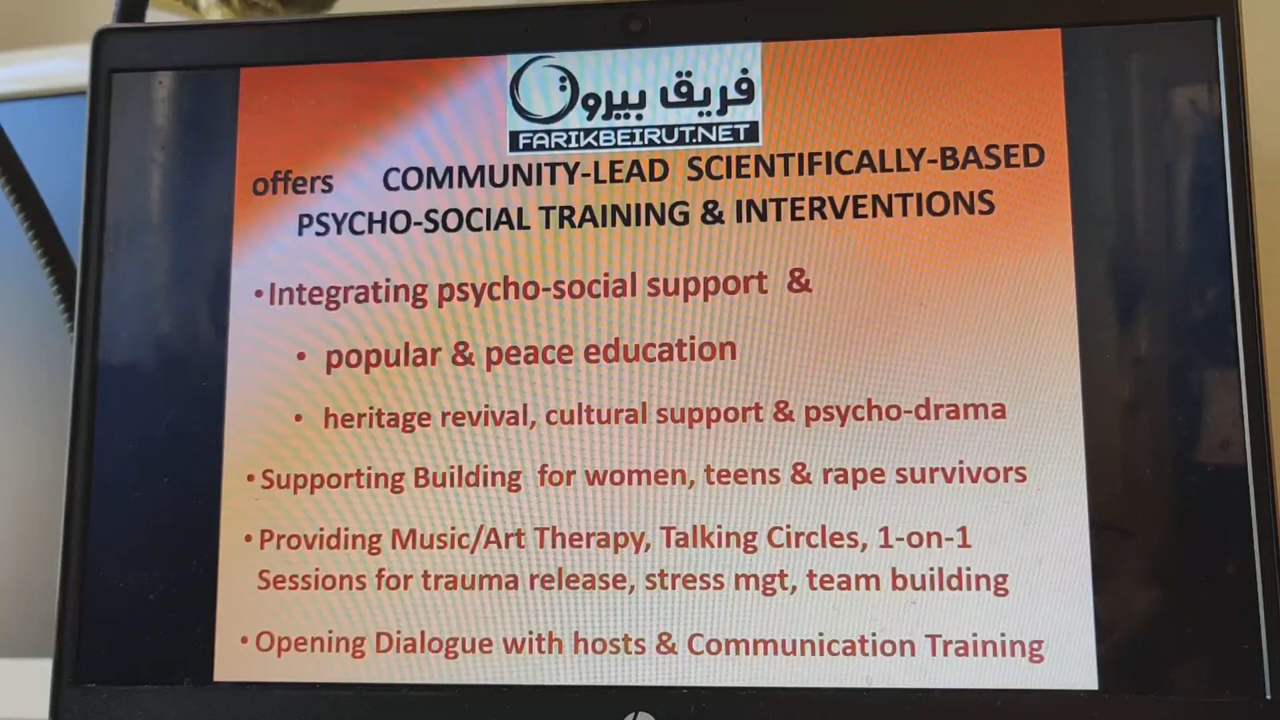 فريق بيروت
FARIKBEIRUT.NET
offers COMMUNITY-LEAD SCIENTIFICALLY-BASED
PSYCHO-SOCIAL TRAINING & INTERVENTIONS
•Integrating psycho-social support &
• popular & peace education
• heritage revival, cultural support & psycho-drama
•Supporting Building for women, teens & rape survivors
•Providing Music/Art Therapy, Talking Circles, 1-on-1
Sessions for trauma release, stress mgt, team building
•Opening Dialogue with hosts & Communication Training
hp